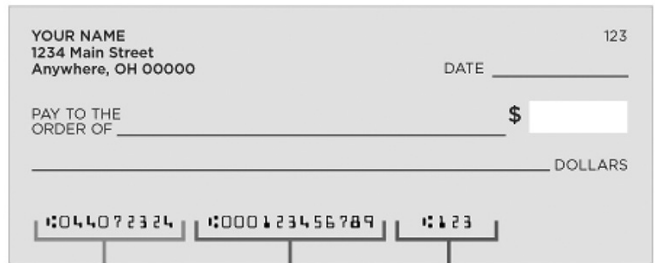 YOUR NAME
123
1234 Main Street
Anywhere, OH 00000
DATE
PAY TO THE
ORDER OF
$
DOLLARS
⑆044072324 ⑆000123456789 ⑆123